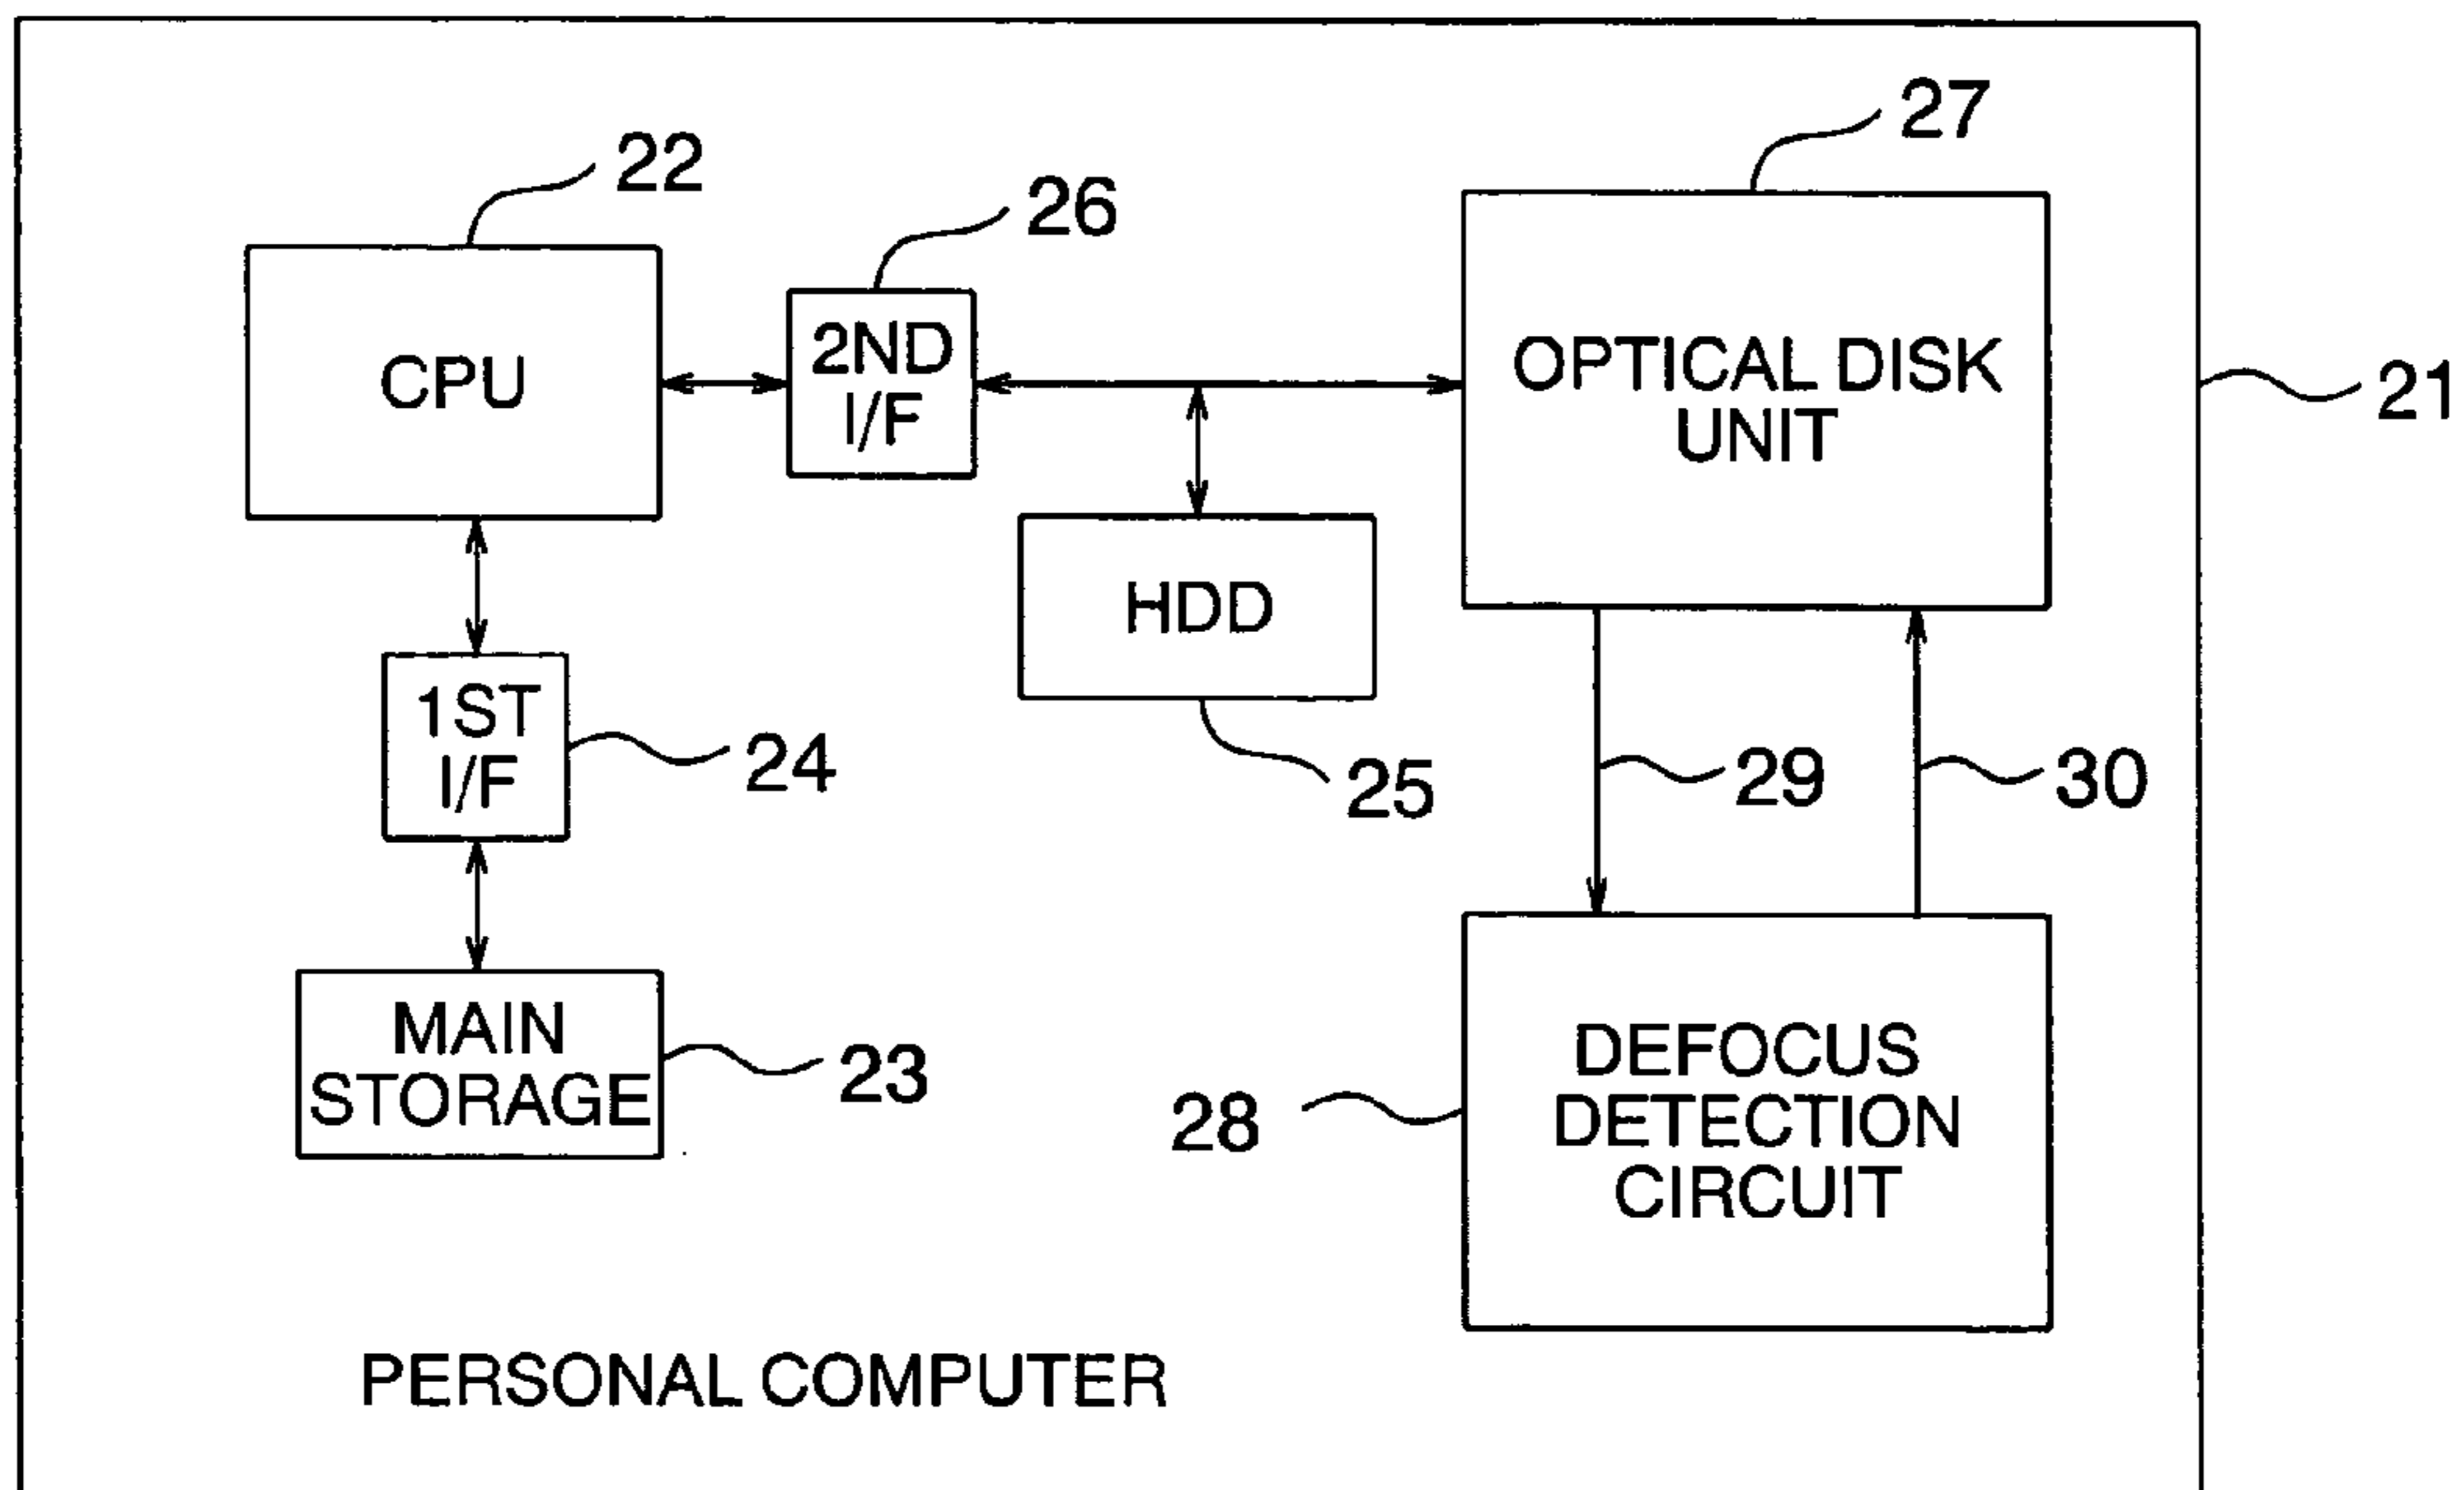 27
22
26
CPU
2ND
I/F
OPTICAL DISK
UNIT
21
HDD
1ST
I/F
24
25
29
30
MAIN
STORAGE
23
28
DEFOCUS
DETECTION
CIRCUIT
PERSONAL COMPUTER